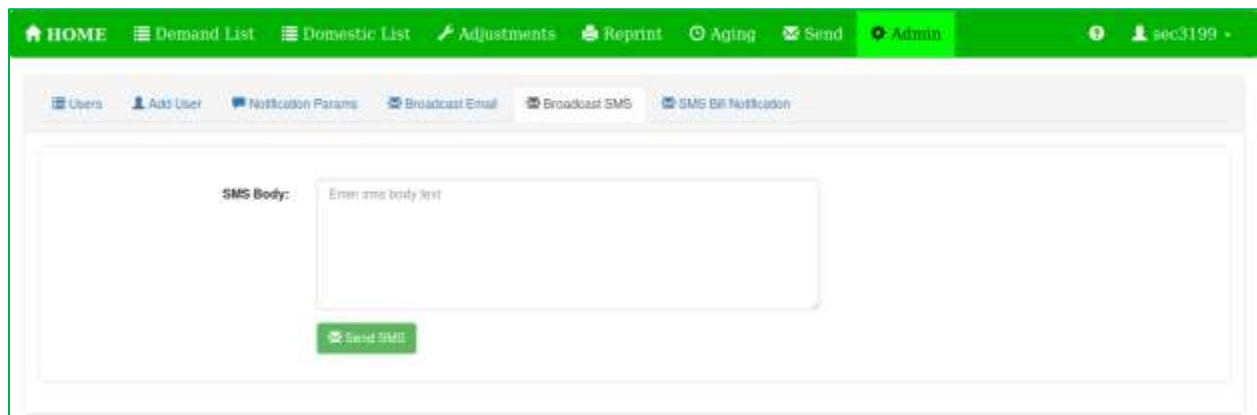 HOME Demand List Domestic List Adjustments Reprint Aging Send Admin sec3199
Users Add User Notification Params Broadcast Email Broadcast SMS SMS Bill Notification
SMS Body: Enter sms body text
Send SMS